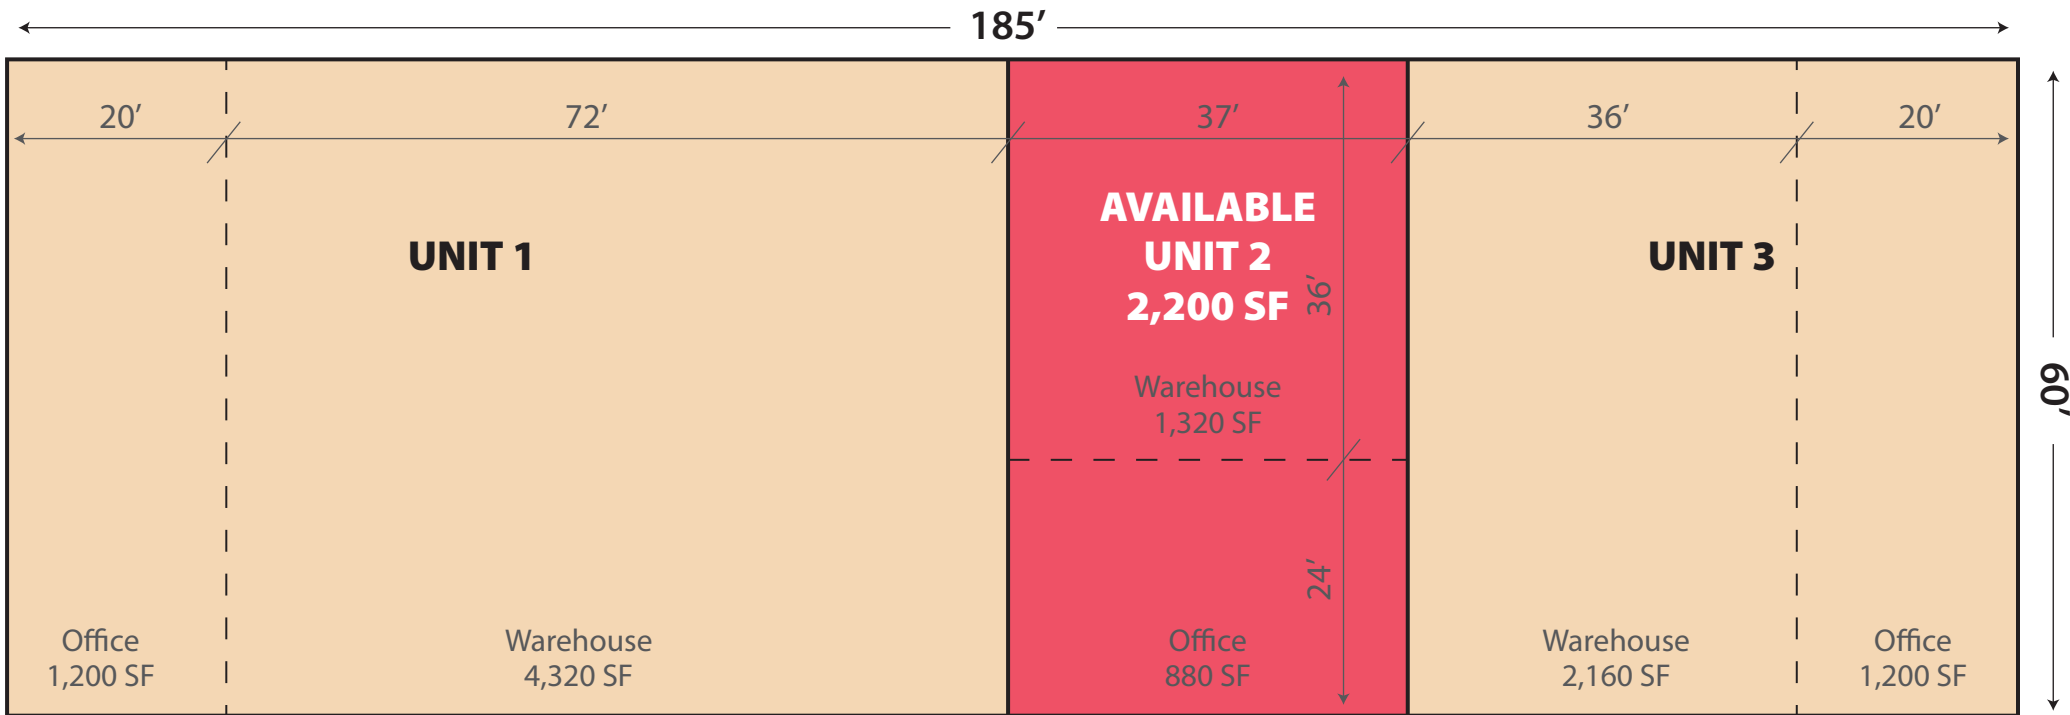 185’
20’
72’
37’
36’
20’
60’
UNIT 1
AVAILABLE
UNIT 2
2,200 SF
36’
UNIT 3
Warehouse
1,320 SF
24’
Office
1,200 SF
Warehouse
4,320 SF
Office
880 SF
Warehouse
2,160 SF
Office
1,200 SF